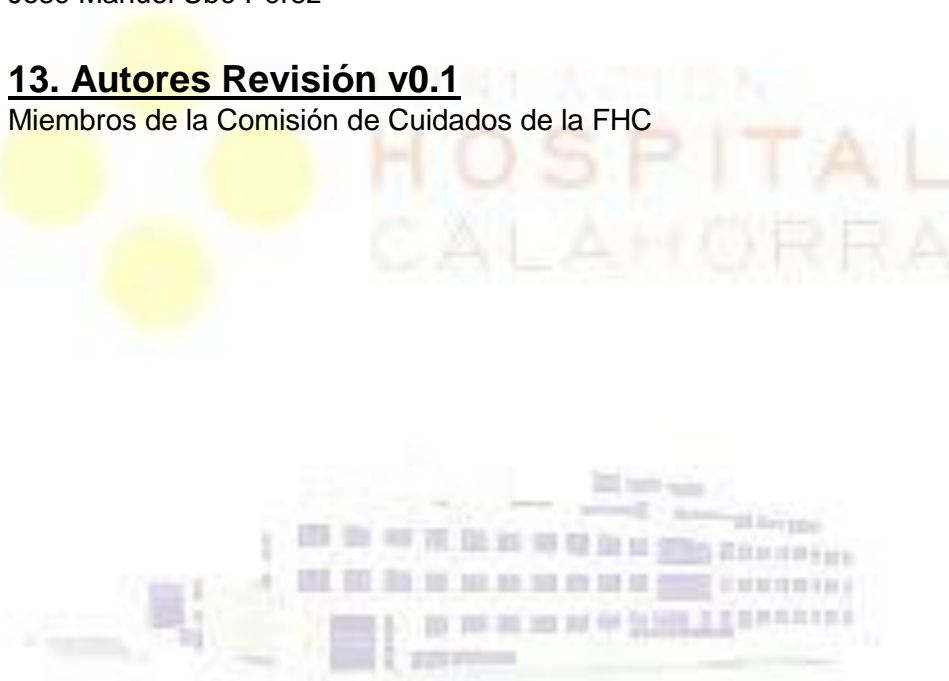 13. Autores Revisión v0.1
Miembros de la Comisión de Cuidados de la FHC
HOSPITAL
CALAHORRA